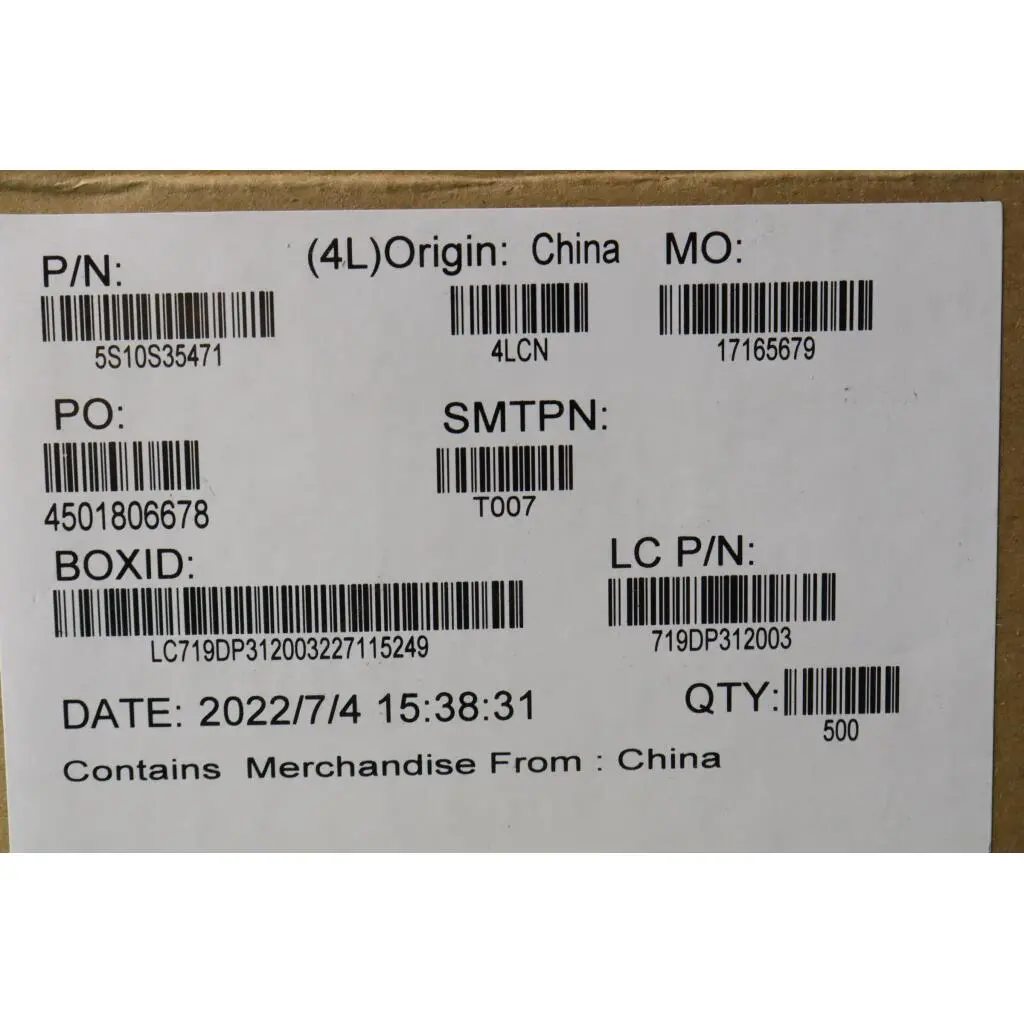 P/N: (4L)Origin: China MO:
5S10S35471 4LCN 17165679
PO: SMTPN:
4501806678 T007
BOXID: LC P/N:
LC719DP312003227115249 719DP312003
DATE: 2022/7/4 15:38:31 QTY:
500
Contains Merchandise From : China